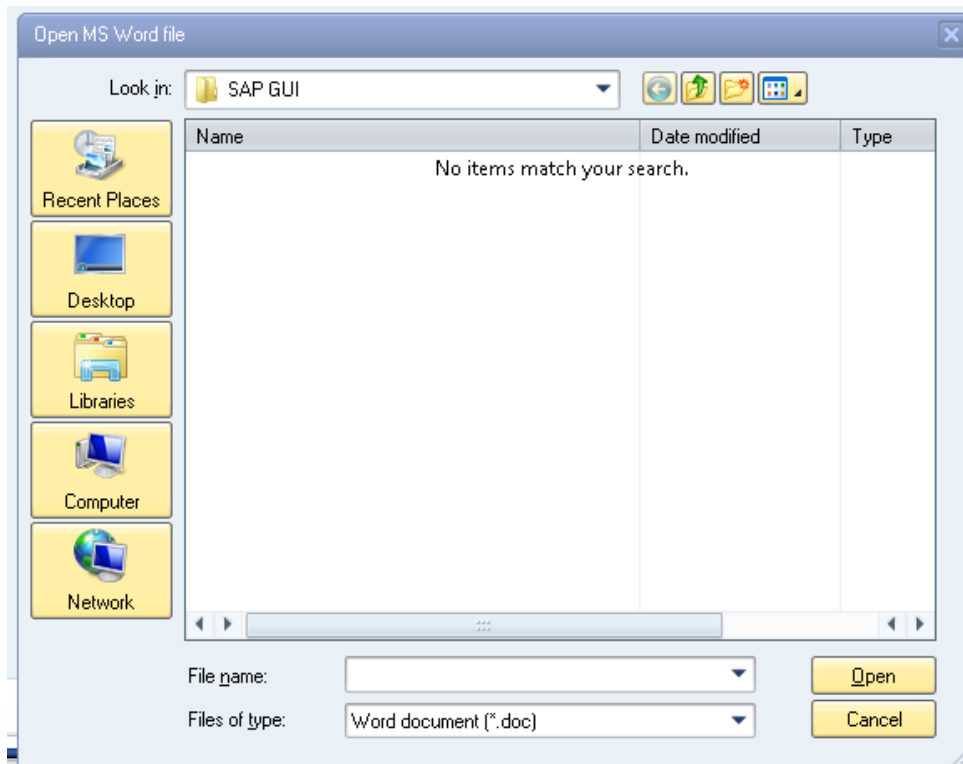 Open MS Word file
Look in: SAP GUI
Name Date modified Type
No items match your search.
Recent Places
Desktop
Libraries
Computer
Network
File name: Open
Files of type: Word document (*.doc) Cancel